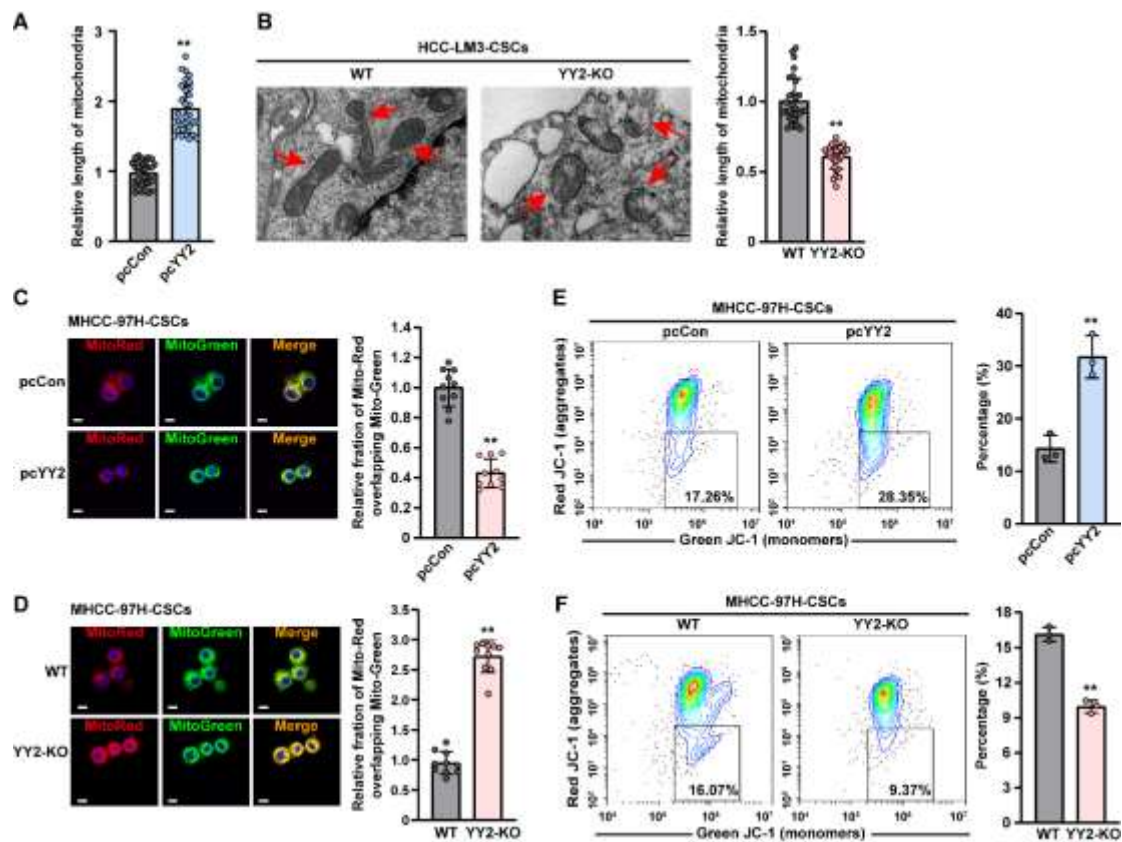 A
Relative length of mitochondria
3
2
1
0
**
pcCon
pcYY2
B
HCC-LM3-CSCs
WT
YY2-KO
Relative length of mitochondria
1.5
1.0
0.5
0
**
WT YY2-KO
C
MHCC-97H-CSCs
MitoRed
MitoGreen
Merge
pcCon
pcYY2
Relative fration of Mito-Red
overlapping Mito-Green
1.4
1.2
1.0
0.8
0.6
0.4
0.2
0
**
pcCon
pcYY2
D
MHCC-97H-CSCs
MitoRed
MitoGreen
Merge
WT
YY2-KO
Relative fration of Mito-Red
overlapping Mito-Green
3.5
3.0
2.5
2.0
1.5
1.0
0.5
0
**
WT YY2-KO
E
MHCC-97H-CSCs
pcCon
pcYY2
Red JC-1 (aggregates)
17.26%
28.35%
Green JC-1 (monomers)
Percentage (%)
40
30
20
10
0
**
pcCon
pcYY2
F
MHCC-97H-CSCs
WT
YY2-KO
Red JC-1 (aggregates)
16.07%
9.37%
Green JC-1 (monomers)
Percentage (%)
18
15
12
9
6
3
0
**
WT YY2-KO